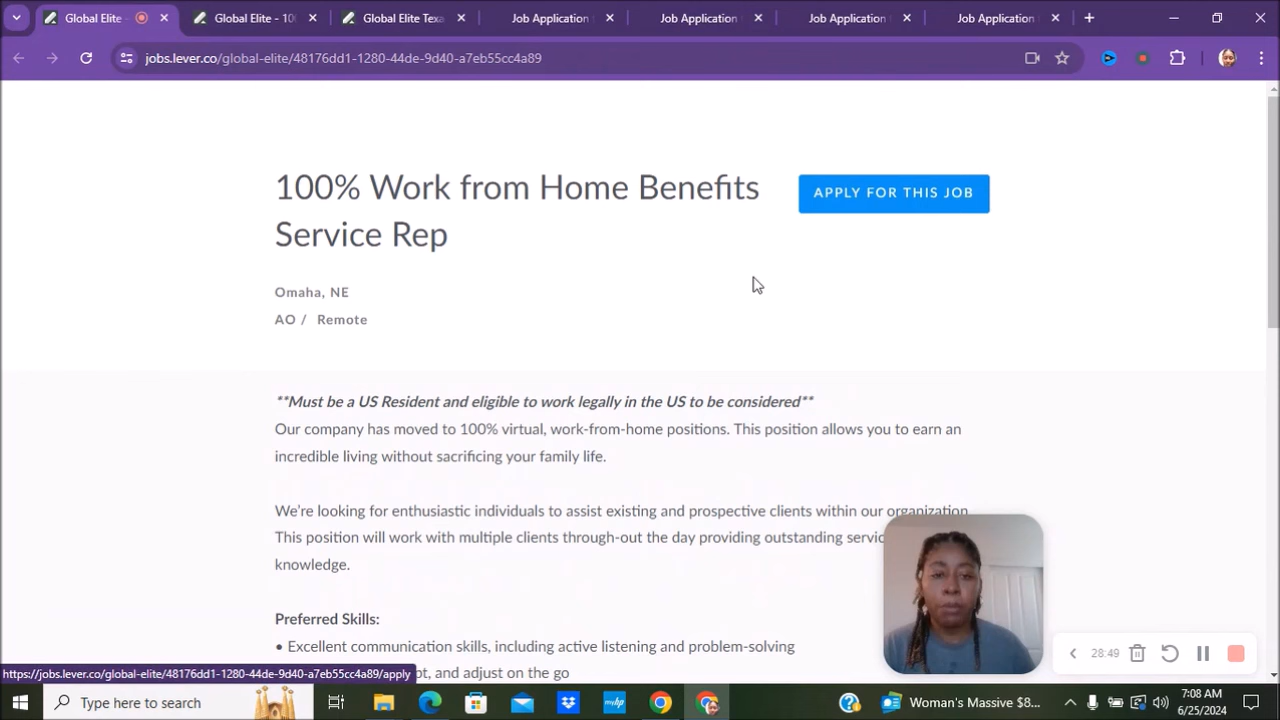 Global Elite -
Global Elite - 10
Global Elite Texa
Job Application
Job Application
Job Application
Job Application
jobs.lever.co/global-elite/48176dd1-1280-44de-9d40-a7eb55cc4a89
100% Work from Home Benefits
Service Rep
APPLY FOR THIS JOB
Omaha, NE
AO / Remote
**Must be a US Resident and eligible to work legally in the US to be considered**
Our company has moved to 100% virtual, work-from-home positions. This position allows you to earn an
incredible living without sacrificing your family life.
We're looking for enthusiastic individuals to assist existing and prospective clients within our organization.
This position will work with multiple clients through-out the day providing outstanding servic
knowledge.
Preferred Skills:
• Excellent communication skills, including active listening and problem-solving
pt, and adjust on the go
https://jobs.lever.co/global-elite/48176dd1-1280-44de-9d40-a7eb55cc4a89/apply
28:49
Type here to search
myhp
Woman's Massive $8...
7:08 AM
6/25/2024